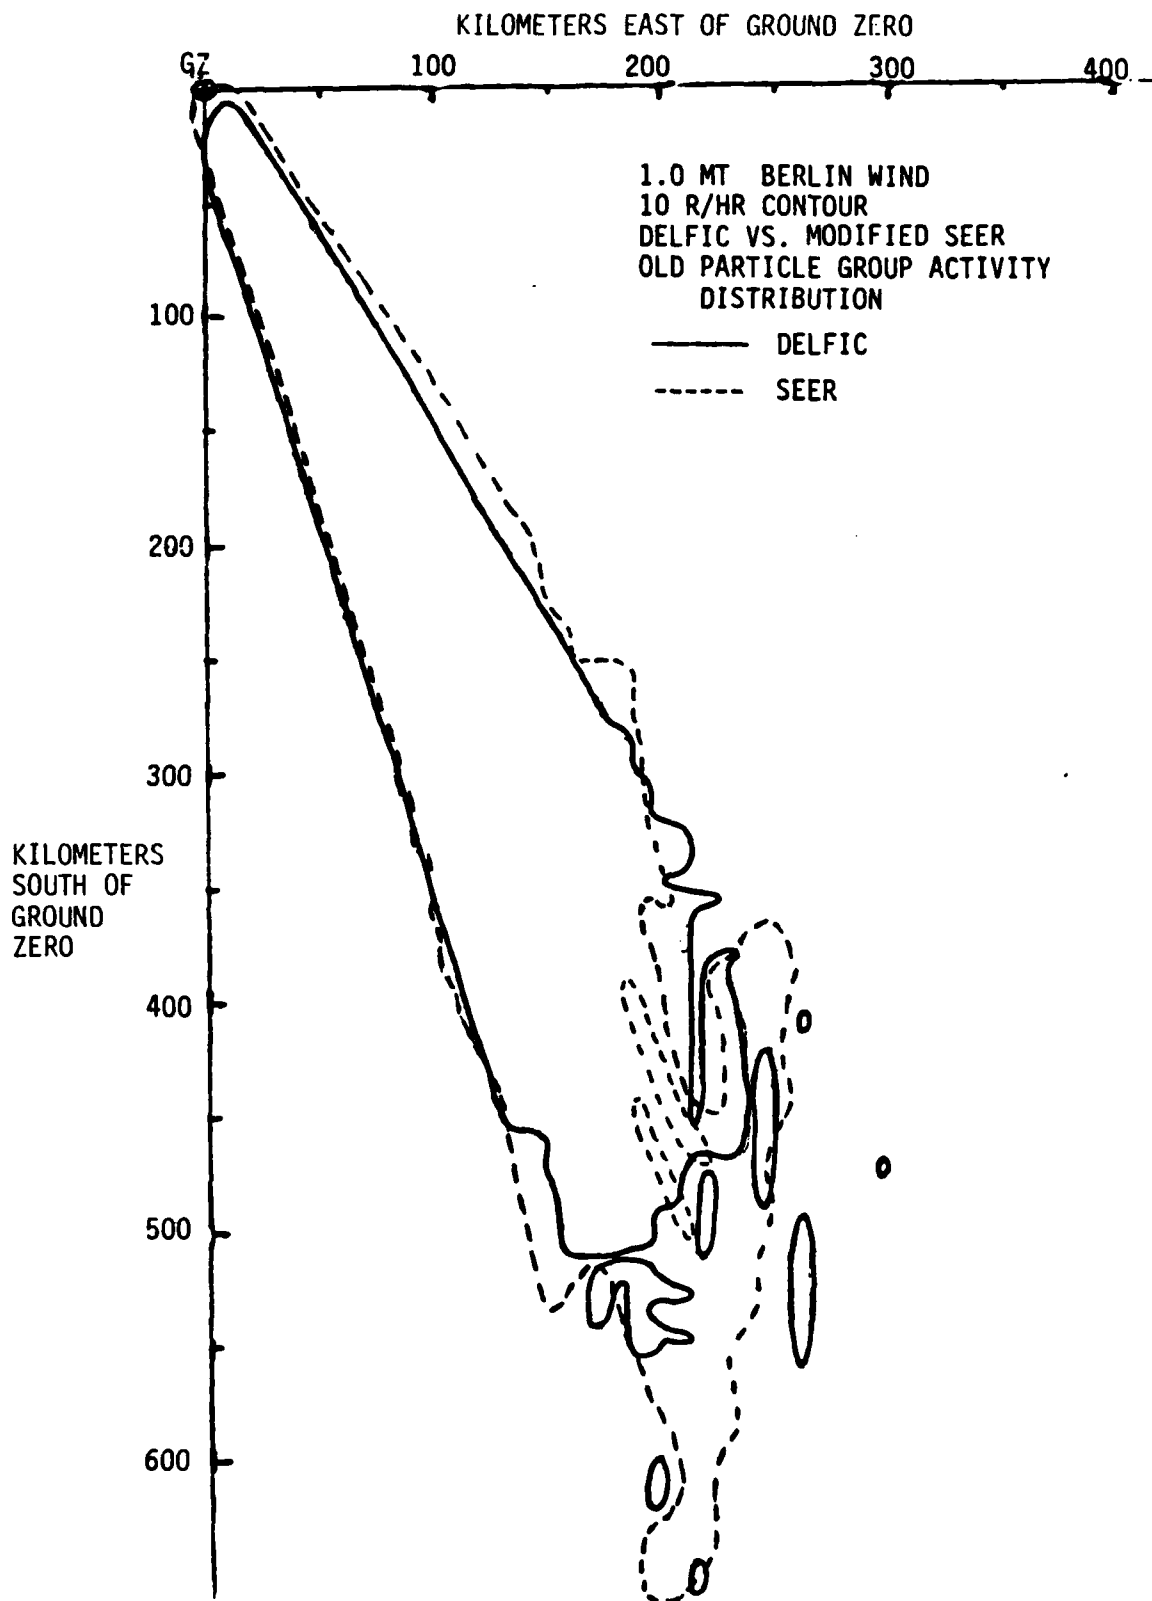 KILOMETERS EAST OF GROUND ZERO
GZ 100 200 300 400
1.0 MT BERLIN WIND
10 R/HR CONTOUR
DELFIC VS. MODIFIED SEER
OLD PARTICLE GROUP ACTIVITY
DISTRIBUTION
DELFIC
SEER
100
200
300
KILOMETERS
SOUTH OF
GROUND
ZERO
400
500
600